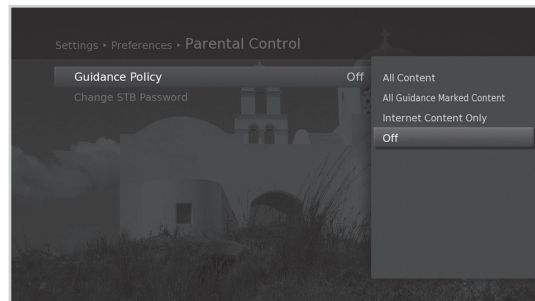 Settings ‣ Preferences ‣ Parental Control
Guidance Policy Off
Change STB Password
All Content
All Guidance Marked Content
Internet Content Only
Off